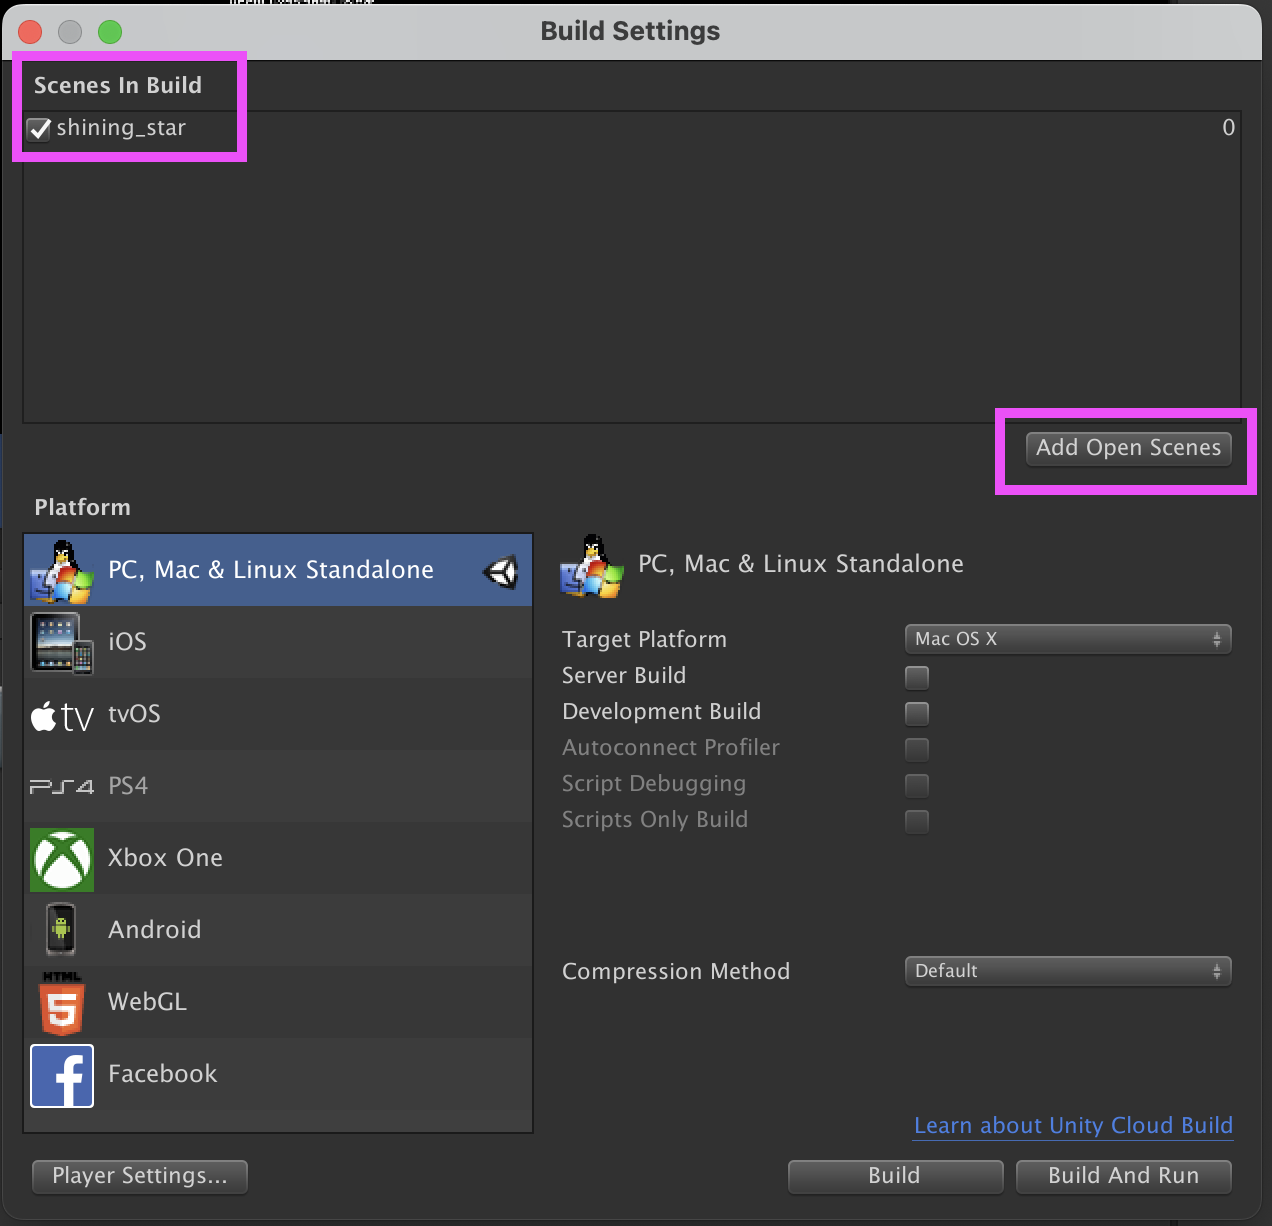 Build Settings
Scenes In Build
shining_star 0
Add Open Scenes
Platform
PC, Mac & Linux Standalone
iOS
tv tvOS
PS4 PS4
Xbox One
Android
HTML 5 WebGL
f Facebook
PC, Mac & Linux Standalone
Target Platform Mac OS X
Server Build
Development Build
Autoconnect Profiler
Script Debugging
Scripts Only Build
Compression Method Default
Learn about Unity Cloud Build
Player Settings... Build Build And Run